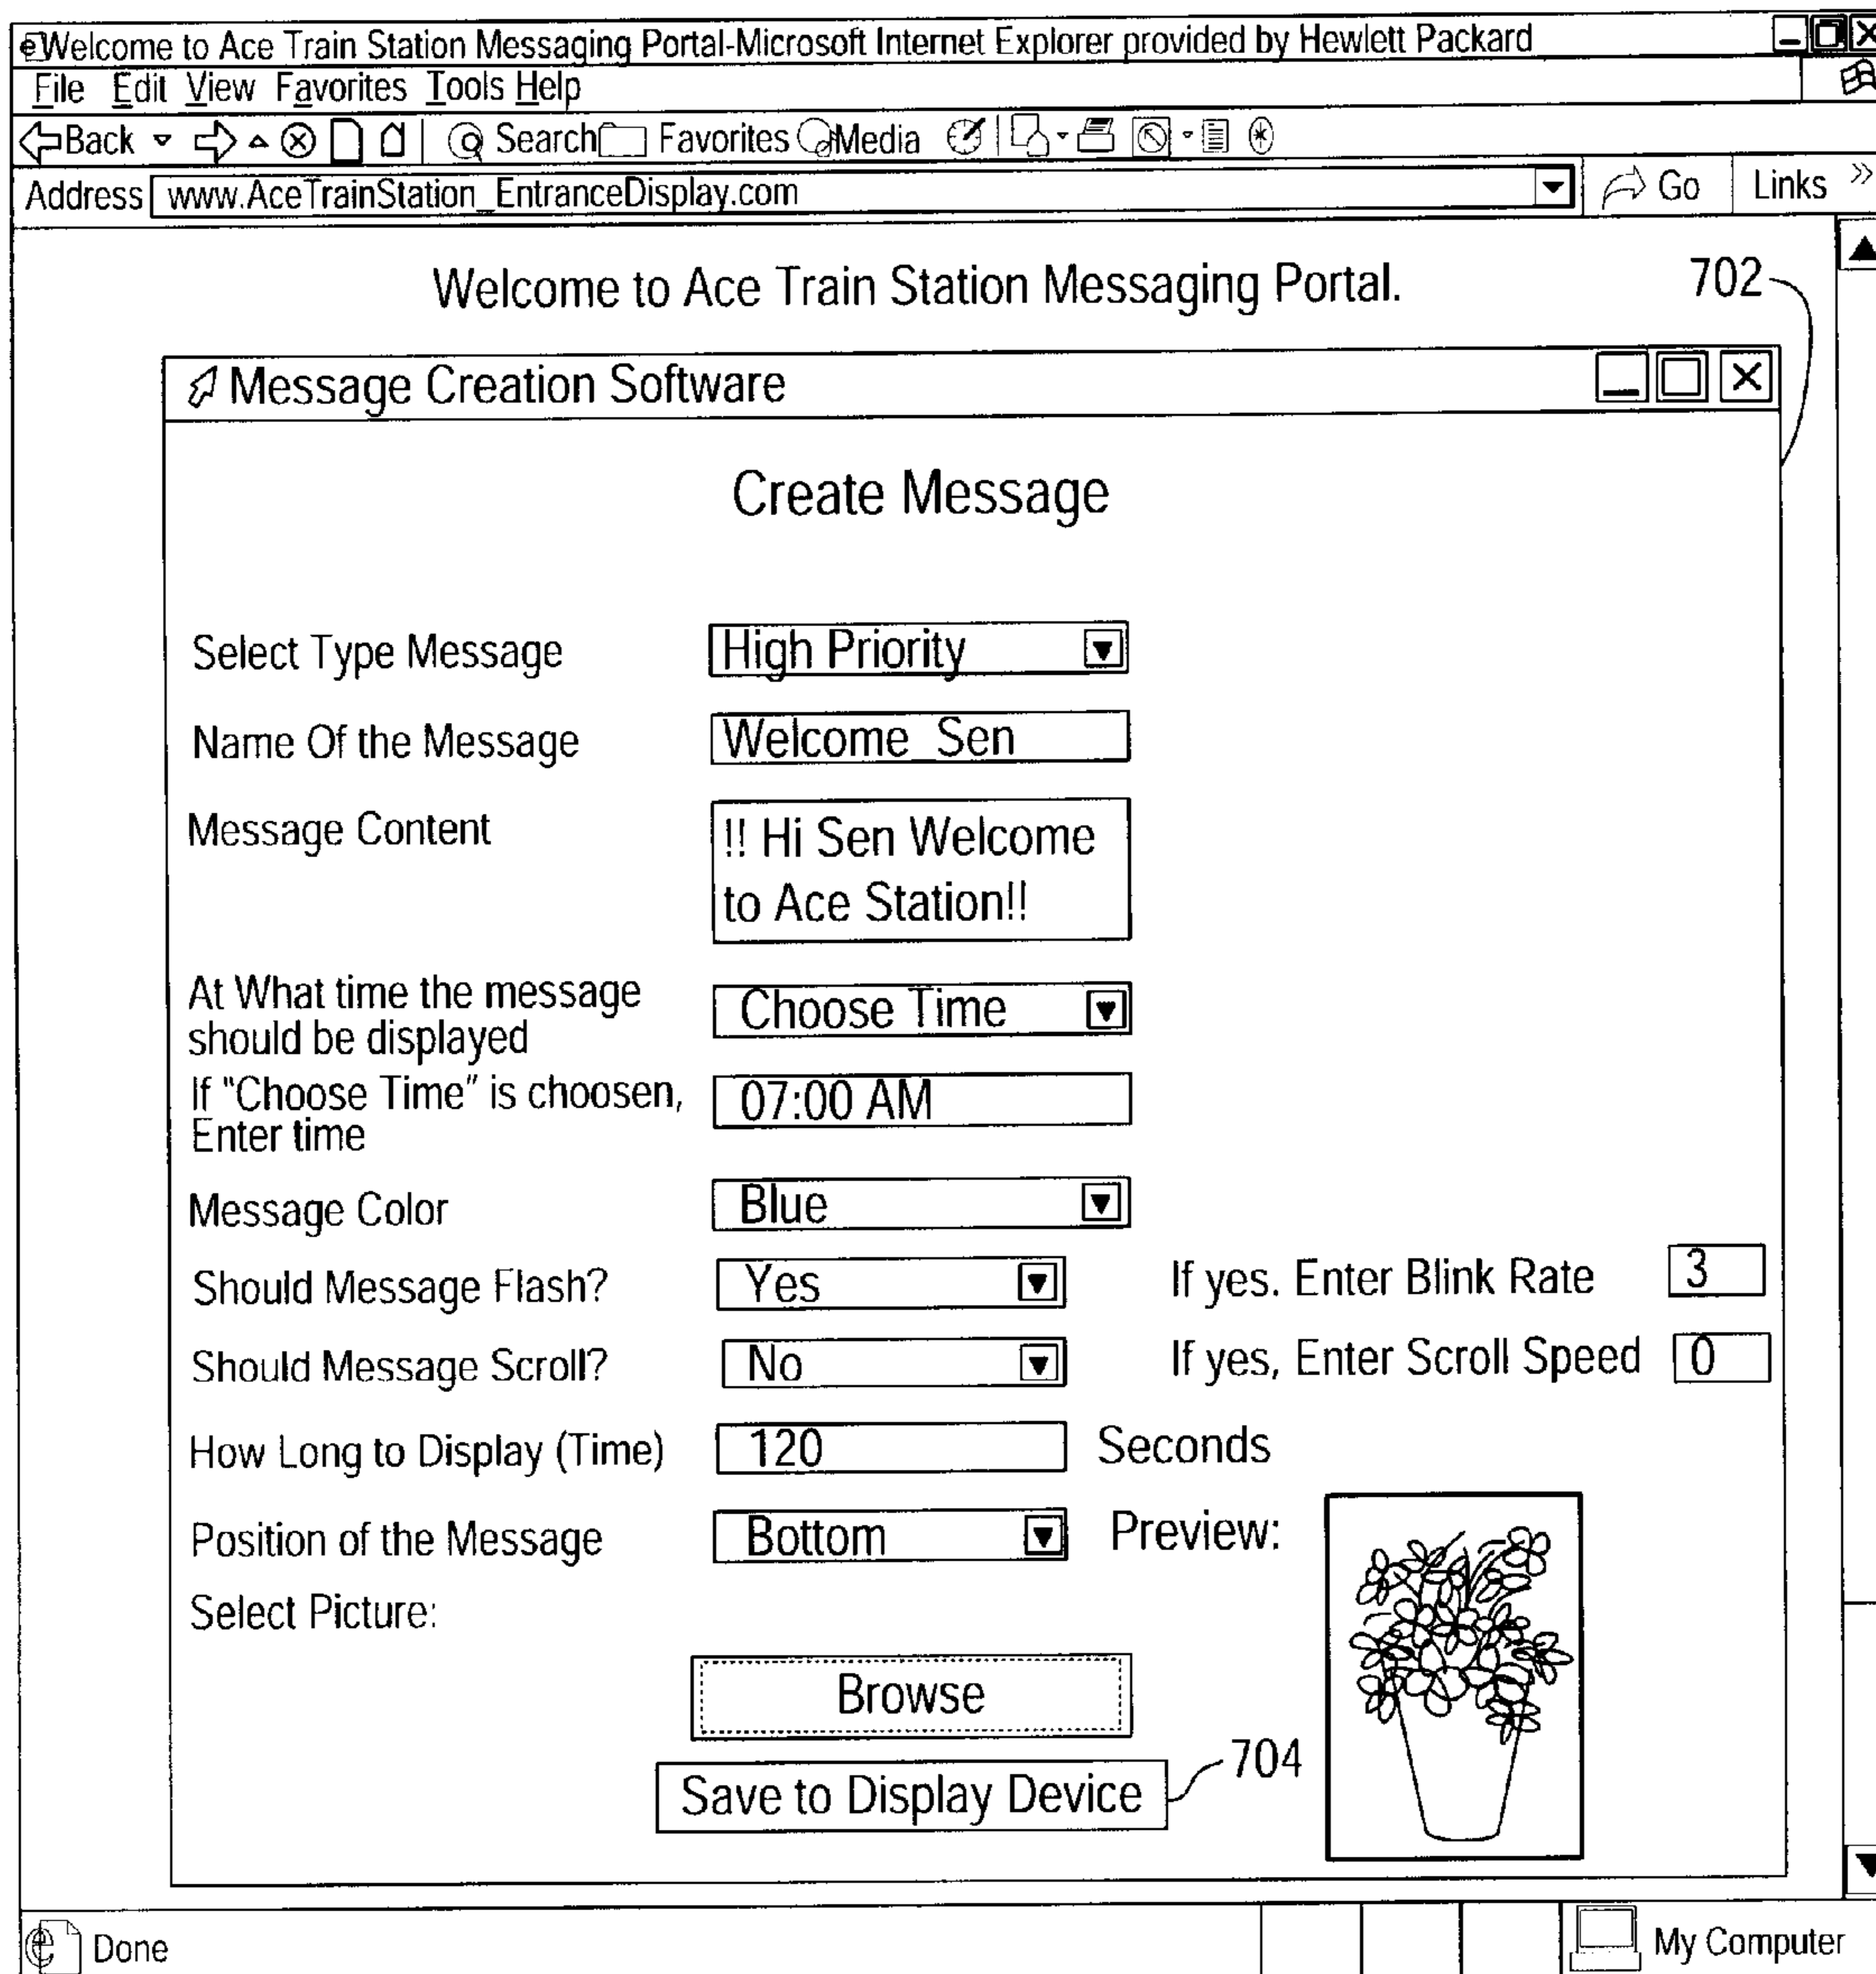 Welcome to Ace Train Station Messaging Portal-Microsoft Internet Explorer provided by Hewlett Packard
File Edit View Favorites Tools Help
Back Search Favorites Media
Address www.AceTrainStation_EntranceDisplay.com Go Links »
Welcome to Ace Train Station Messaging Portal. 702
Message Creation Software
Create Message
Select Type Message High Priority
Name Of the Message Welcome_Sen
Message Content !! Hi Sen Welcome
to Ace Station!!
At What time the message
should be displayed Choose Time
If "Choose Time" is choosen,
Enter time 07:00 AM
Message Color Blue
Should Message Flash? Yes If yes. Enter Blink Rate 3
Should Message Scroll? No If yes, Enter Scroll Speed 0
How Long to Display (Time) 120 Seconds
Position of the Message Bottom Preview:
Select Picture:
Browse
Save to Display Device 704
Done My Computer